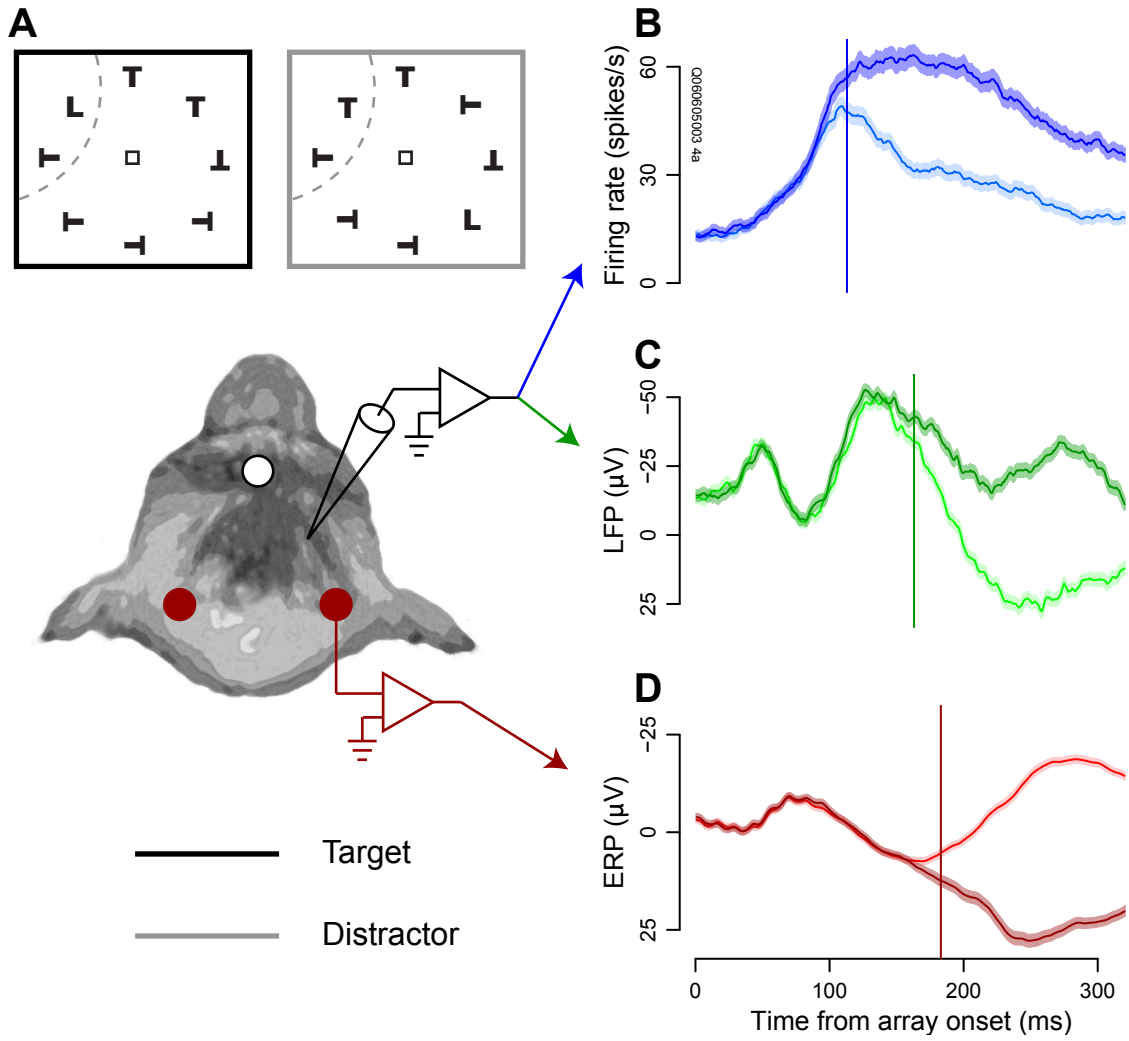 A
T
L
T
T
T
T
T
T
T
T
T
T
T
T
L
T
Target
Distractor
B
Firing rate (spikes/s)
60
30
0
Q060605003 4a
C
LFP (µV)
-50
-25
0
25
D
ERP (µV)
-25
0
25
0
100
200
300
Time from array onset (ms)